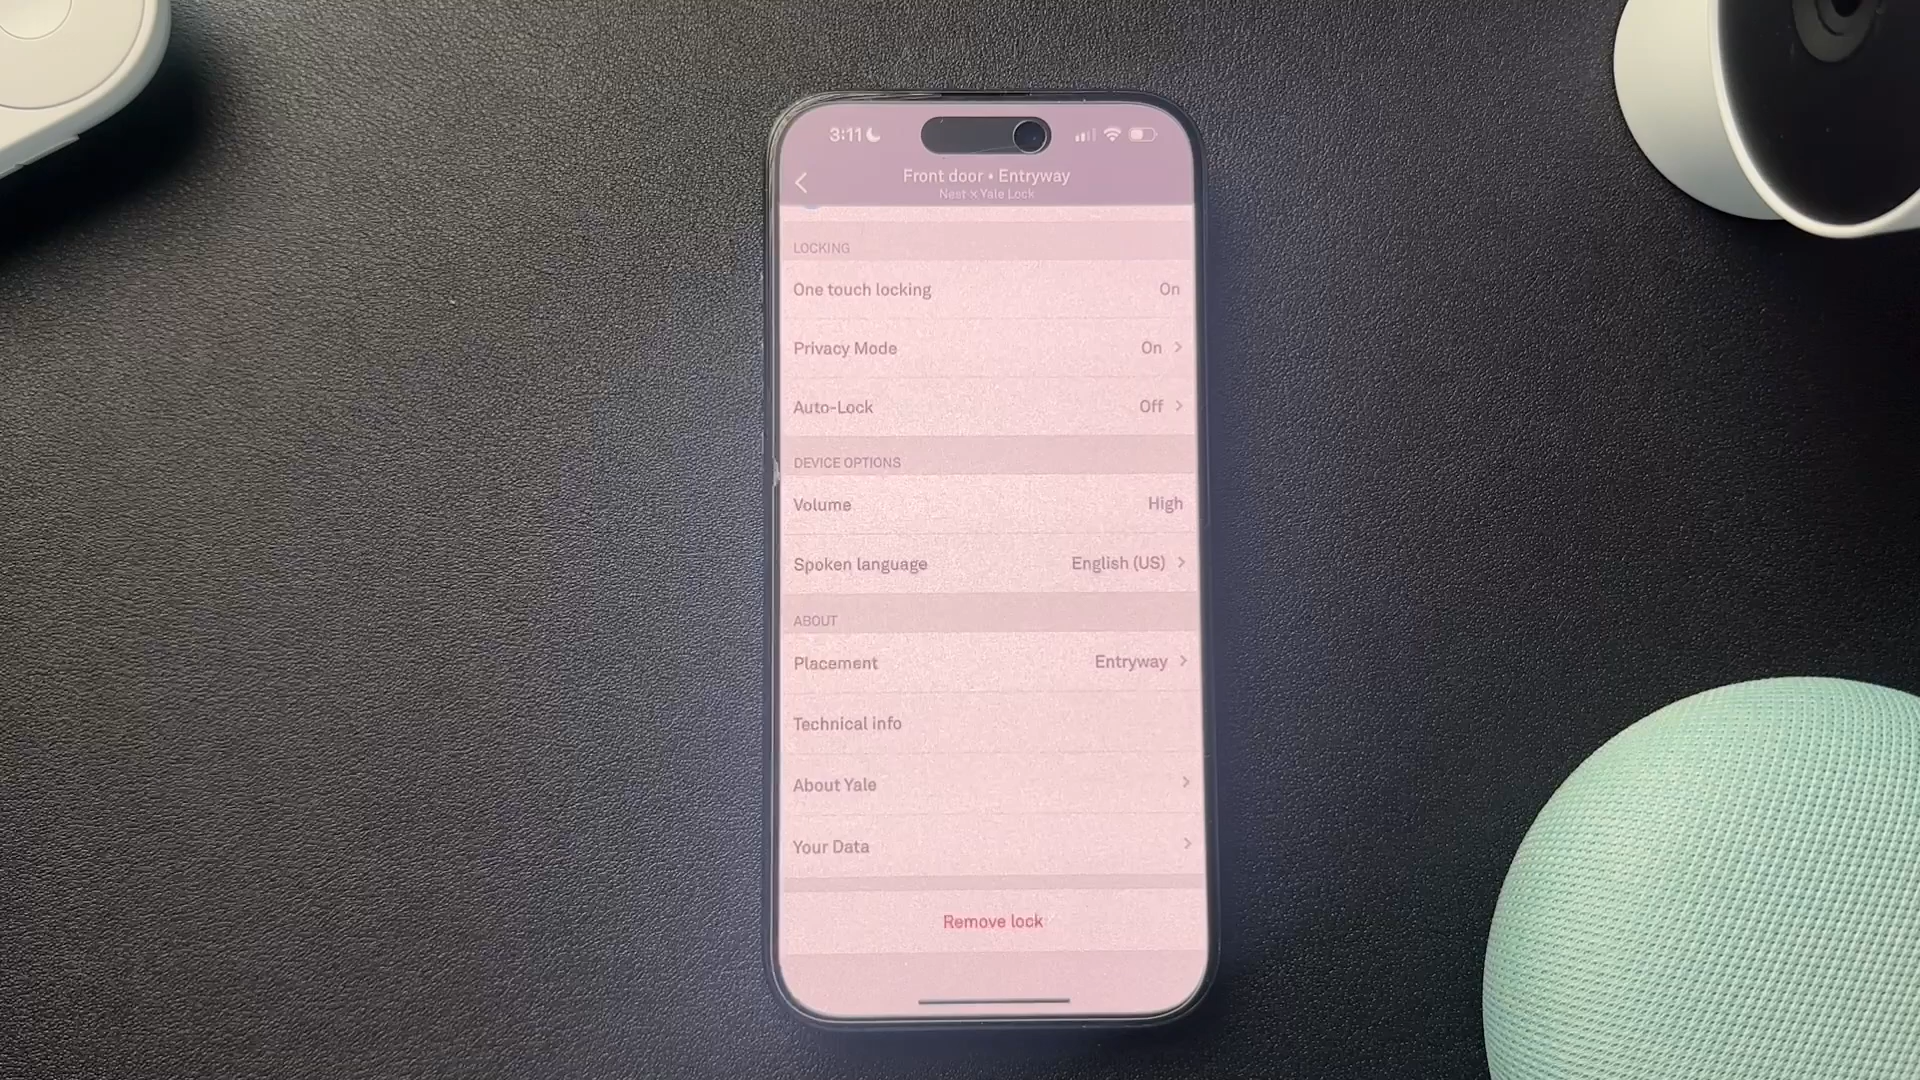 3:11
Front door • Entryway
Nest × Yale Lock
LOCKING
One touch locking On
Privacy Mode On
Auto-Lock Off
DEVICE OPTIONS
Volume High
Spoken language English (US)
ABOUT
Placement Entryway
Technical info
About Yale
Your Data
Remove lock